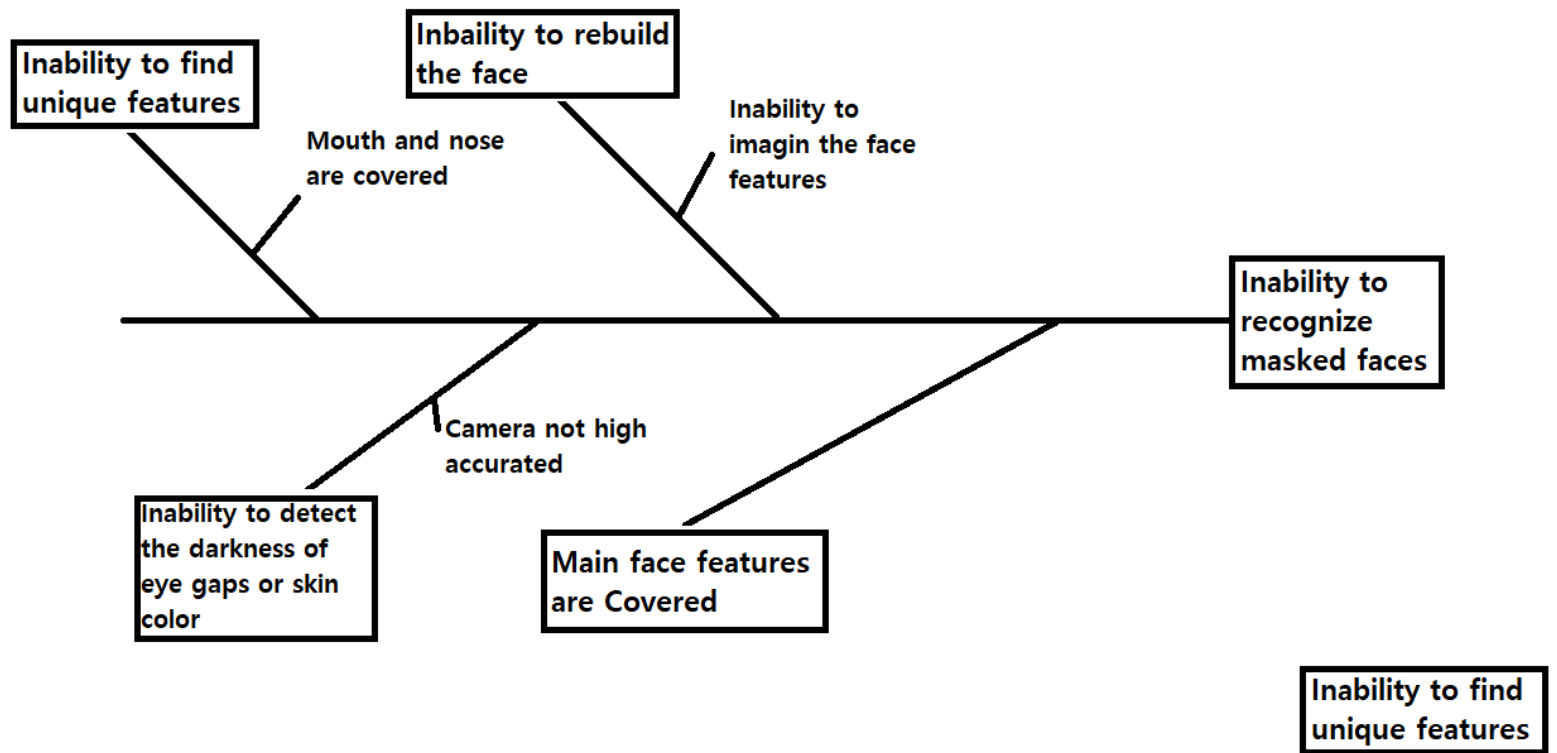 Inability to find
unique features
Inbaility to rebuild
the face
Mouth and nose
are covered
Inability to
imagin the face
features
Inability to
recognize
masked faces
Camera not high
accurated
Inability to detect
the darkness of
eye gaps or skin
color
Main face features
are Covered
Inability to find
unique features